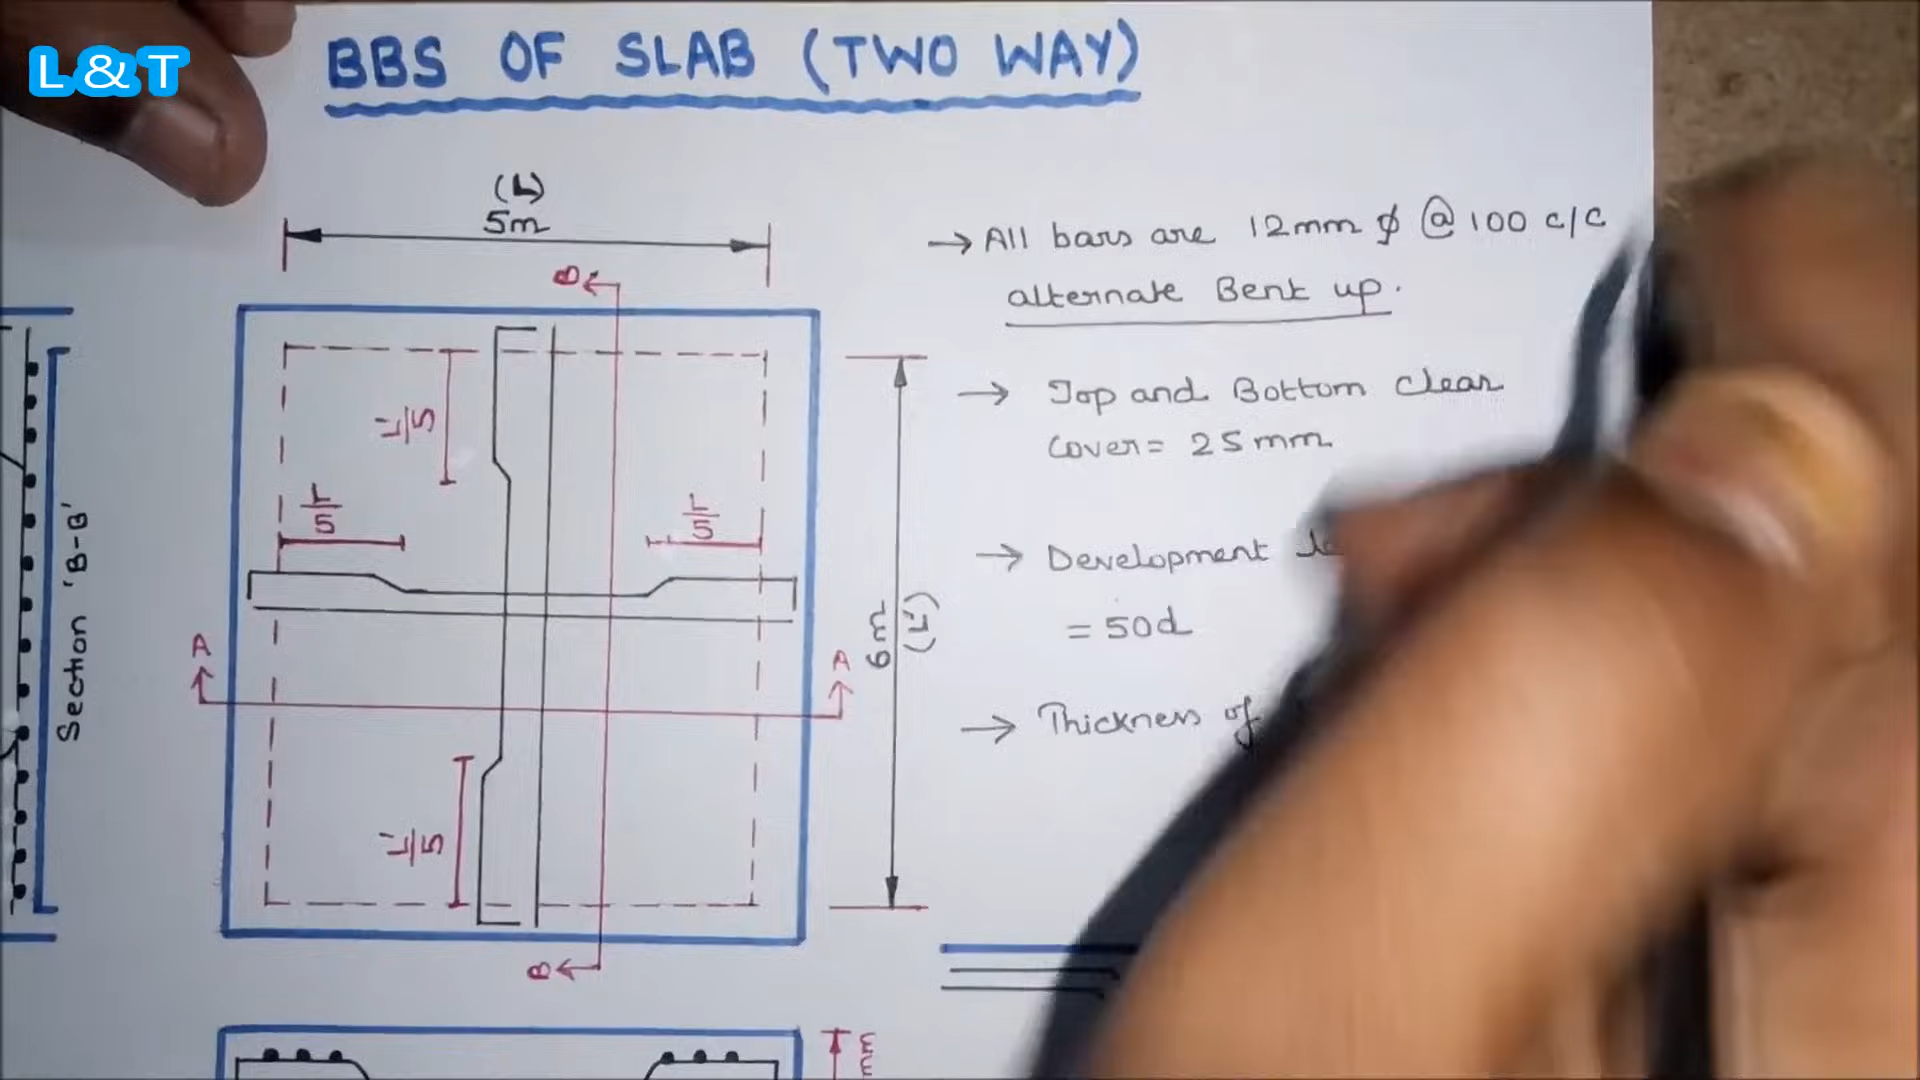 L&T
BBS OF SLAB (TWO WAY)
(L)
5m
B
→ All bars are 12mm ϕ @ 100 c/c
alternate Bent up.
→ Top and Bottom clear
cover = 25mm
→ Development
= 50d
→ Thickness of
L'/5
L/5
L/5
(L')
6m
A
A
L'/5
B
Section 'B-B'
mm